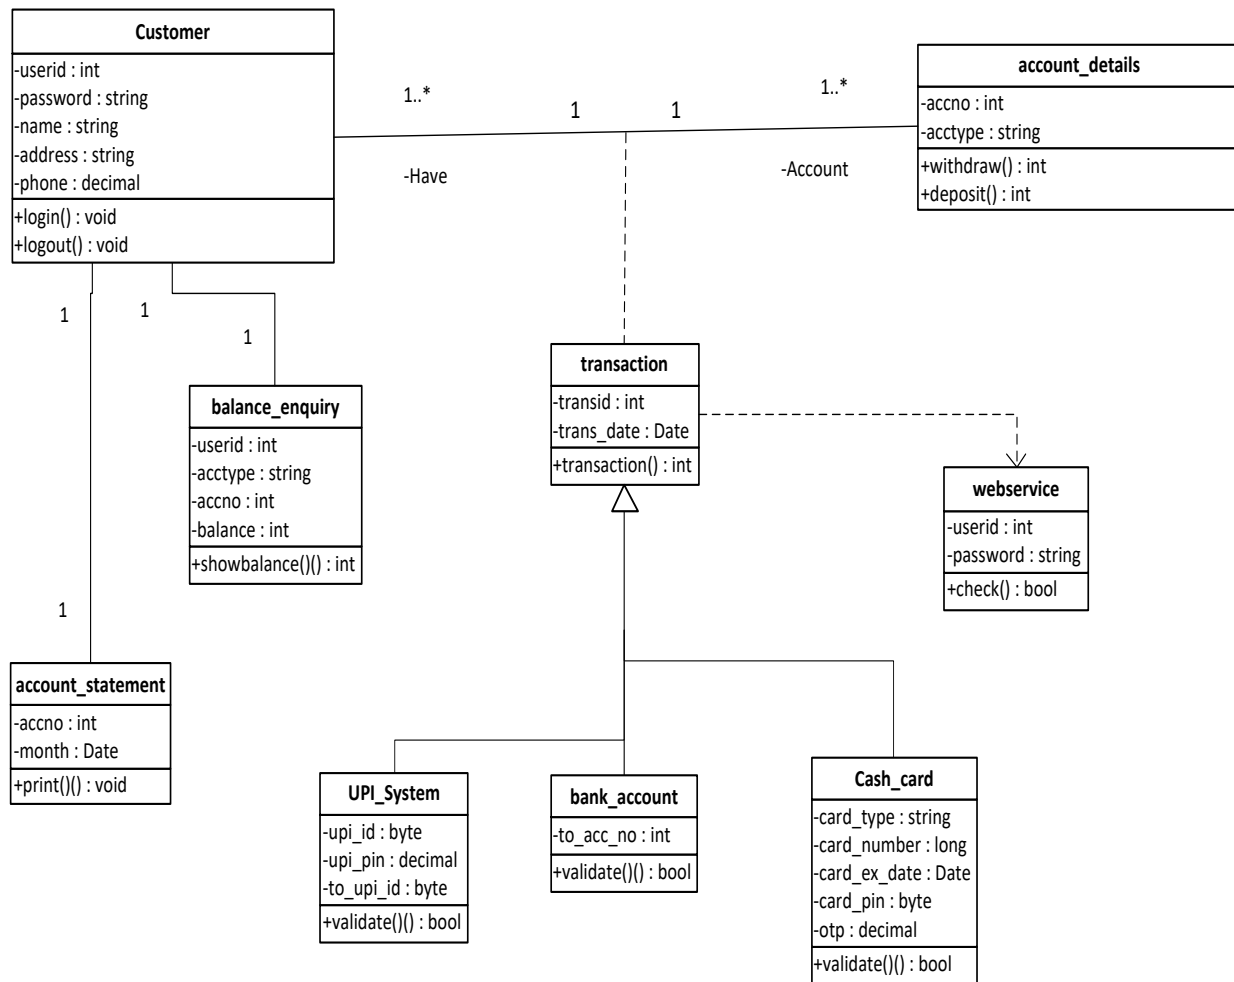 Customer
-userid : int
-password : string
-name : string
-address : string
-phone : decimal
+login() : void
+logout() : void
1..*
1
1
1..*
-Have
-Account
account_details
-accno : int
-acctype : string
+withdraw() : int
+deposit() : int
1
1
1
1
balance_enquiry
-userid : int
-acctype : string
-accno : int
-balance : int
+showbalance()() : int
transaction
-transid : int
-trans_date : Date
+transaction() : int
webservice
-userid : int
-password : string
+check() : bool
account_statement
-accno : int
-month : Date
+print()() : void
UPI_System
-upi_id : byte
-upi_pin : decimal
-to_upi_id : byte
+validate()() : bool
bank_account
-to_acc_no : int
+validate()() : bool
Cash_card
-card_type : string
-card_number : long
-card_ex_date : Date
-card_pin : byte
-otp : decimal
+validate()() : bool